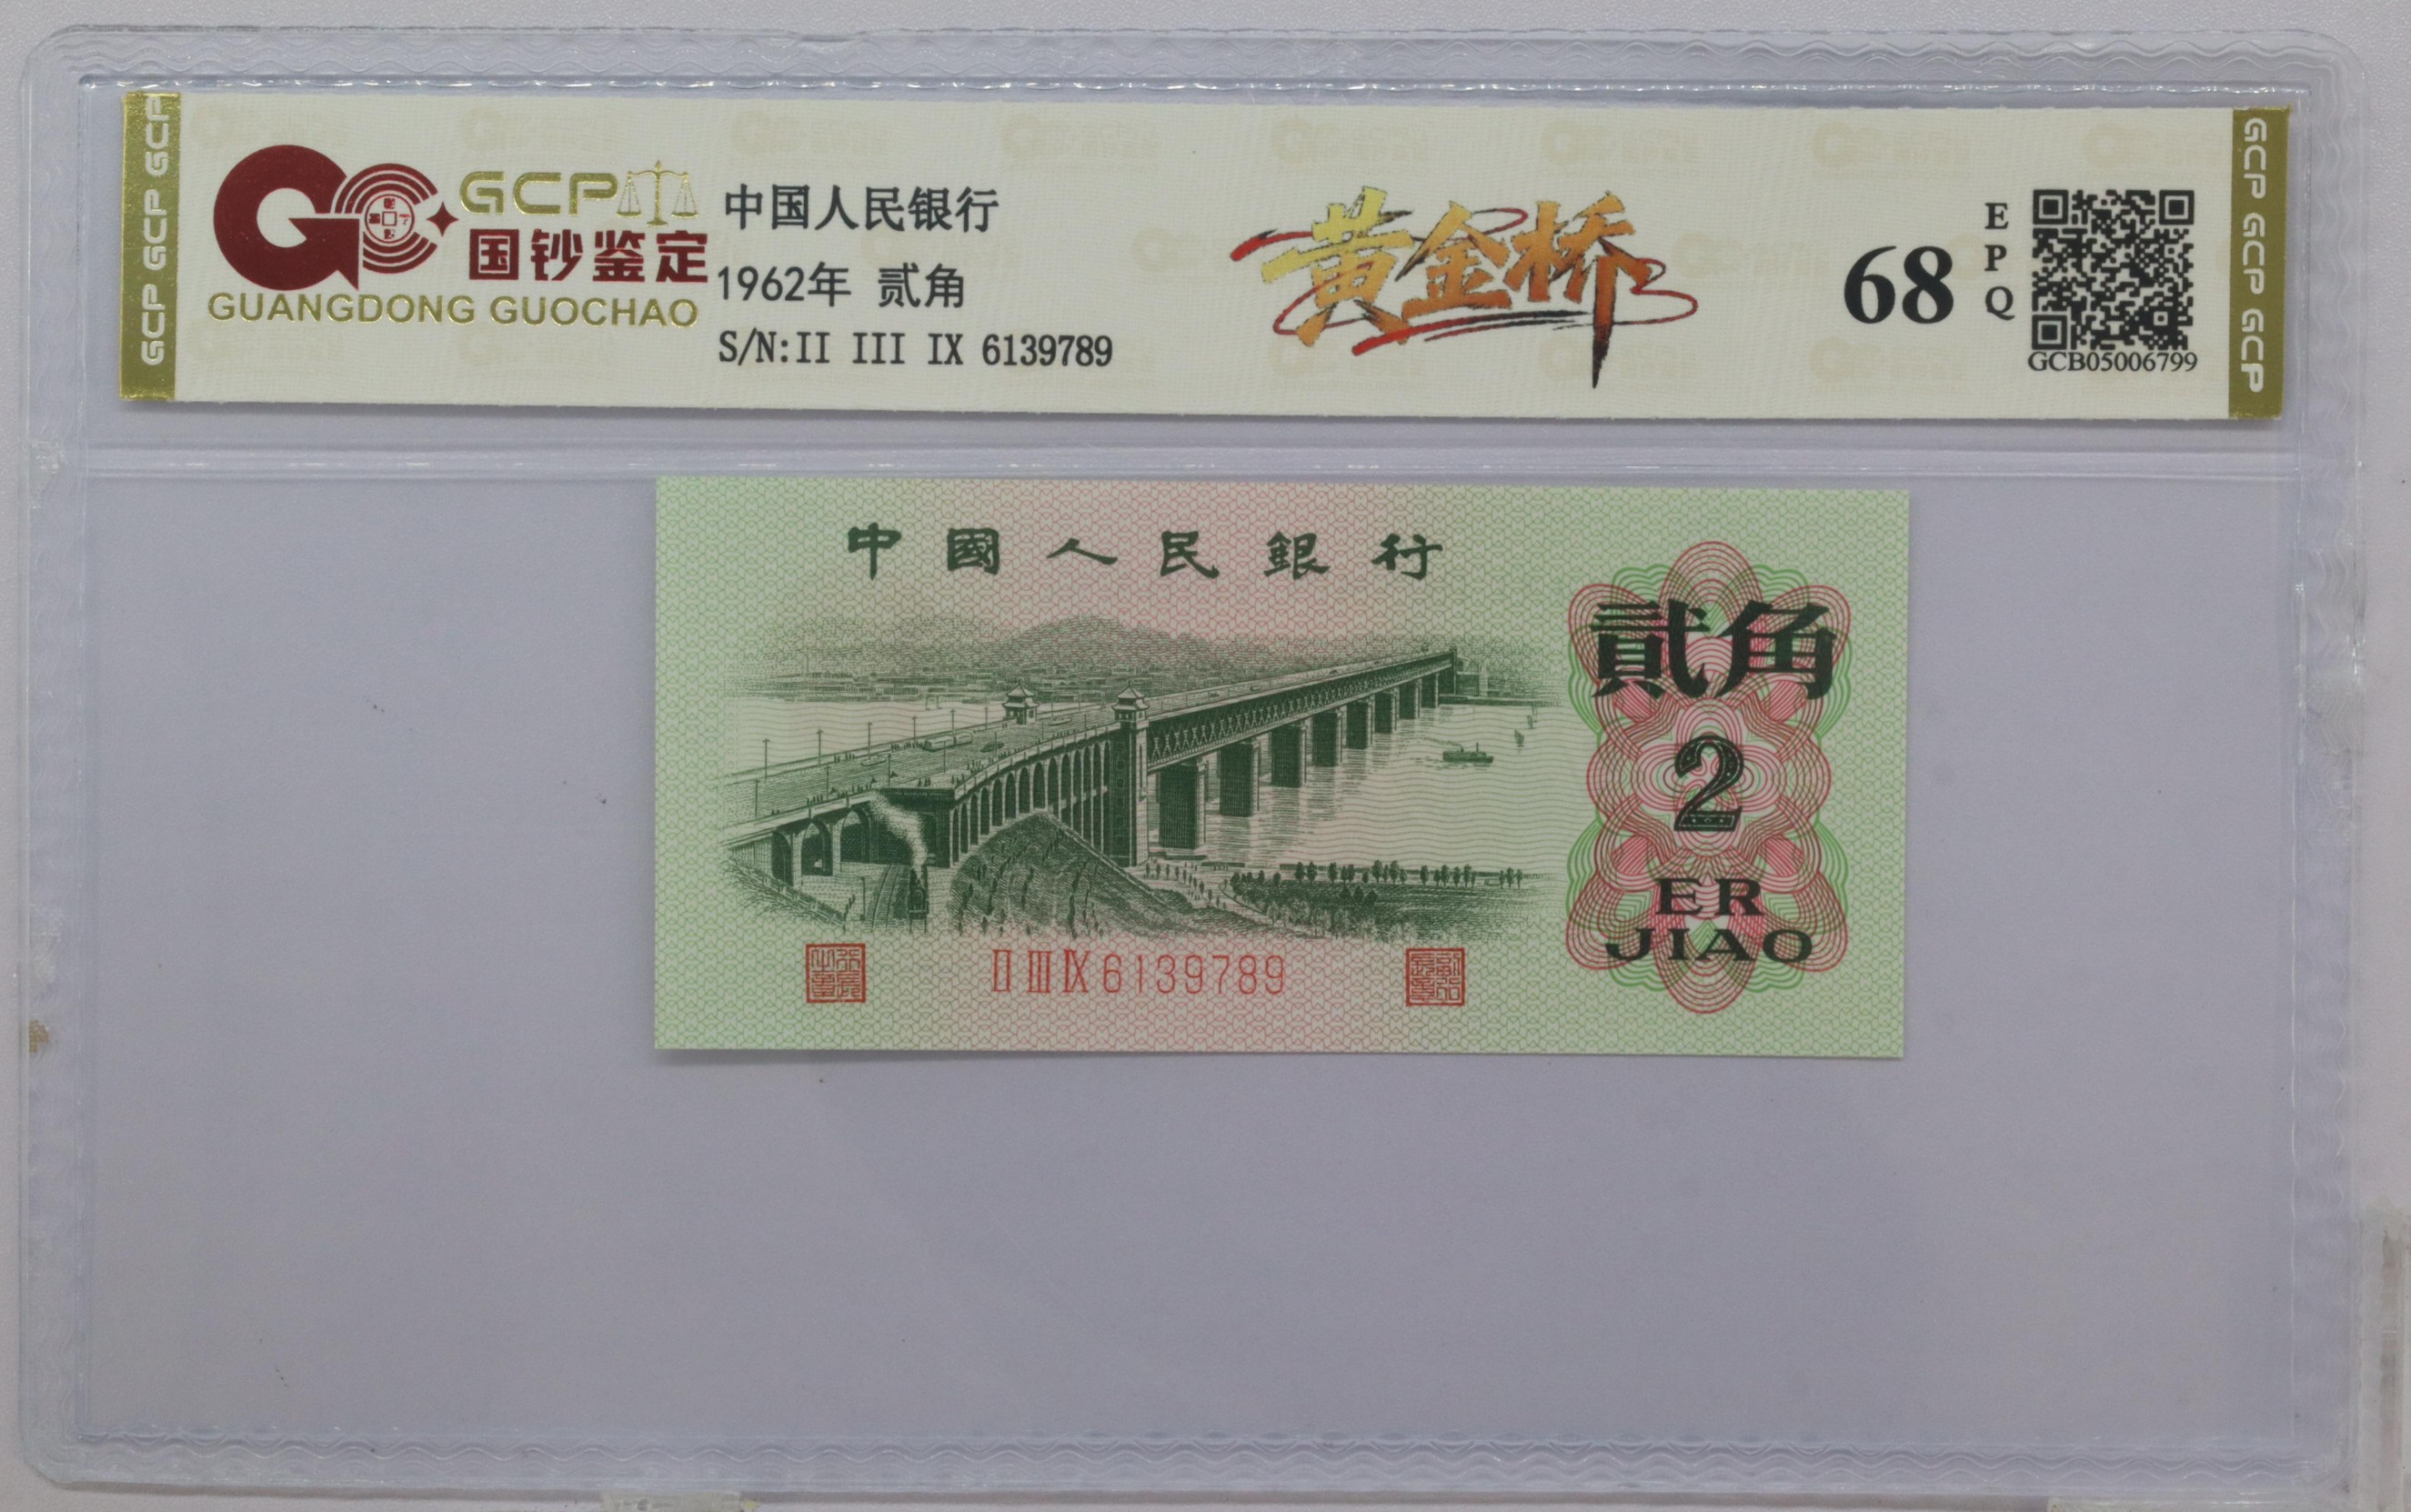 GCP GCP GCP
GCP
国钞鉴定
GUANGDONG GUOCHAO
中国人民银行
1962年 贰角
S/N:II III IX 6139789
黄金桥
68
EPQ
GCB05006799
GCP GCP GCP
中國人民銀行
貳角
2
ER
JIAO
II III IX 6139789